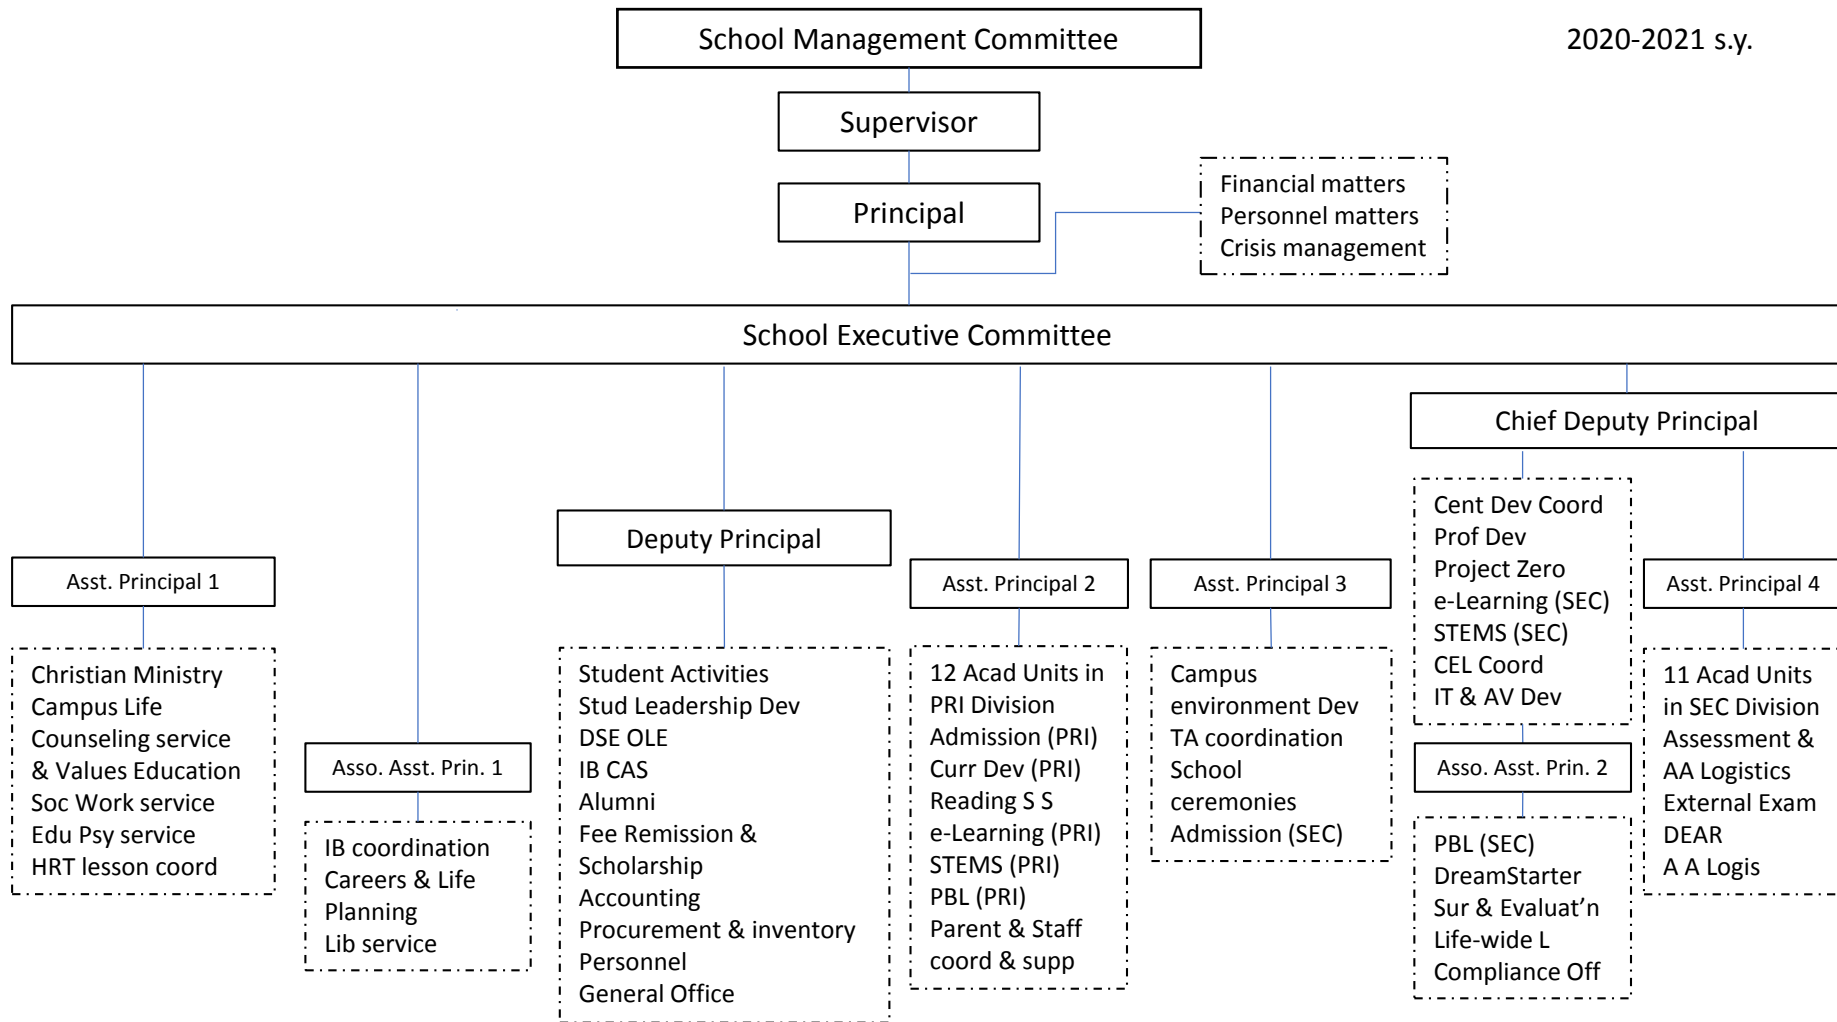 School Management Committee
2020-2021 s.y.
Supervisor
Principal
Financial matters
Personnel matters
Crisis management
School Executive Committee
Chief Deputy Principal
Cent Dev Coord
Prof Dev
Project Zero
e-Learning (SEC)
STEMS (SEC)
CEL Coord
IT & AV Dev
Deputy Principal
Asst. Principal 1
Asst. Principal 2
Asst. Principal 3
Asst. Principal 4
Christian Ministry
Campus Life
Counseling service
& Values Education
Soc Work service
Edu Psy service
HRT lesson coord
Asso. Asst. Prin. 1
IB coordination
Careers & Life
Planning
Lib service
Student Activities
Stud Leadership Dev
DSE OLE
IB CAS
Alumni
Fee Remission &
Scholarship
Accounting
Procurement & inventory
Personnel
General Office
12 Acad Units in
PRI Division
Admission (PRI)
Curr Dev (PRI)
Reading S S
e-Learning (PRI)
STEMS (PRI)
PBL (PRI)
Parent & Staff
coord & supp
Campus
environment Dev
TA coordination
School
ceremonies
Admission (SEC)
Asso. Asst. Prin. 2
PBL (SEC)
DreamStarter
Sur & Evaluat’n
Life-wide L
Compliance Off
11 Acad Units
in SEC Division
Assessment &
AA Logistics
External Exam
DEAR
A A Logis